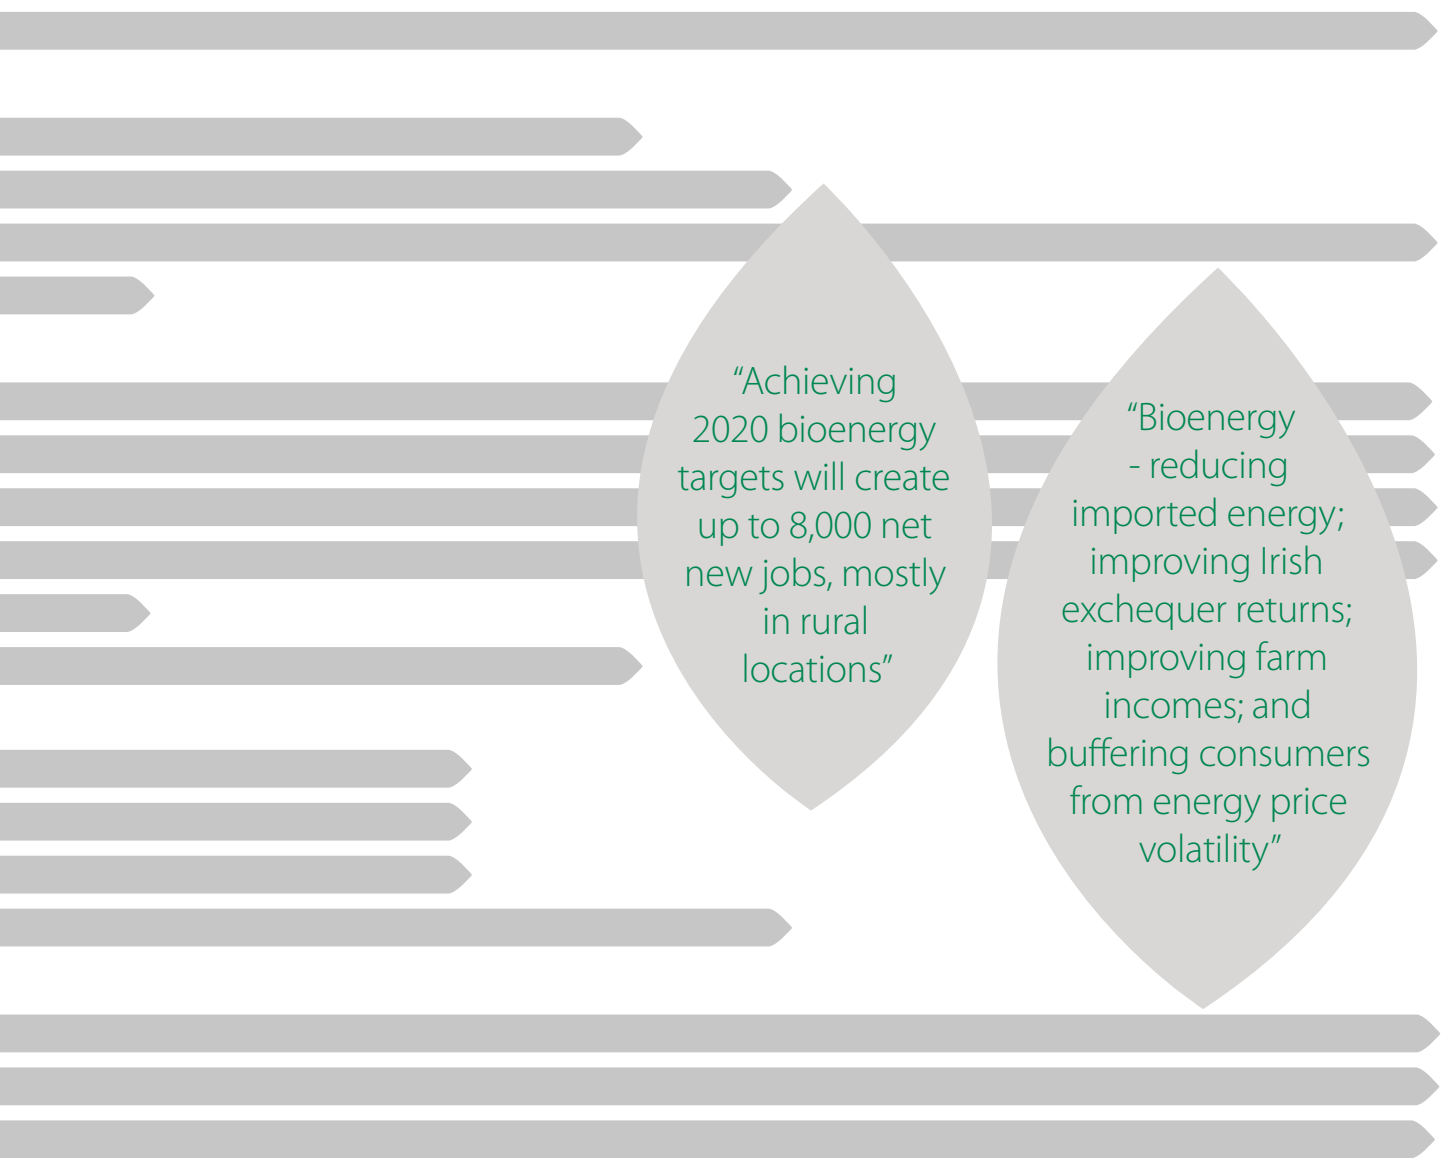 “Achieving
2020 bioenergy
targets will create
up to 8,000 net
new jobs, mostly
in rural
locations”
“Bioenergy
- reducing
imported energy;
improving Irish
exchequer returns;
improving farm
incomes; and
buffering consumers
from energy price
volatility”